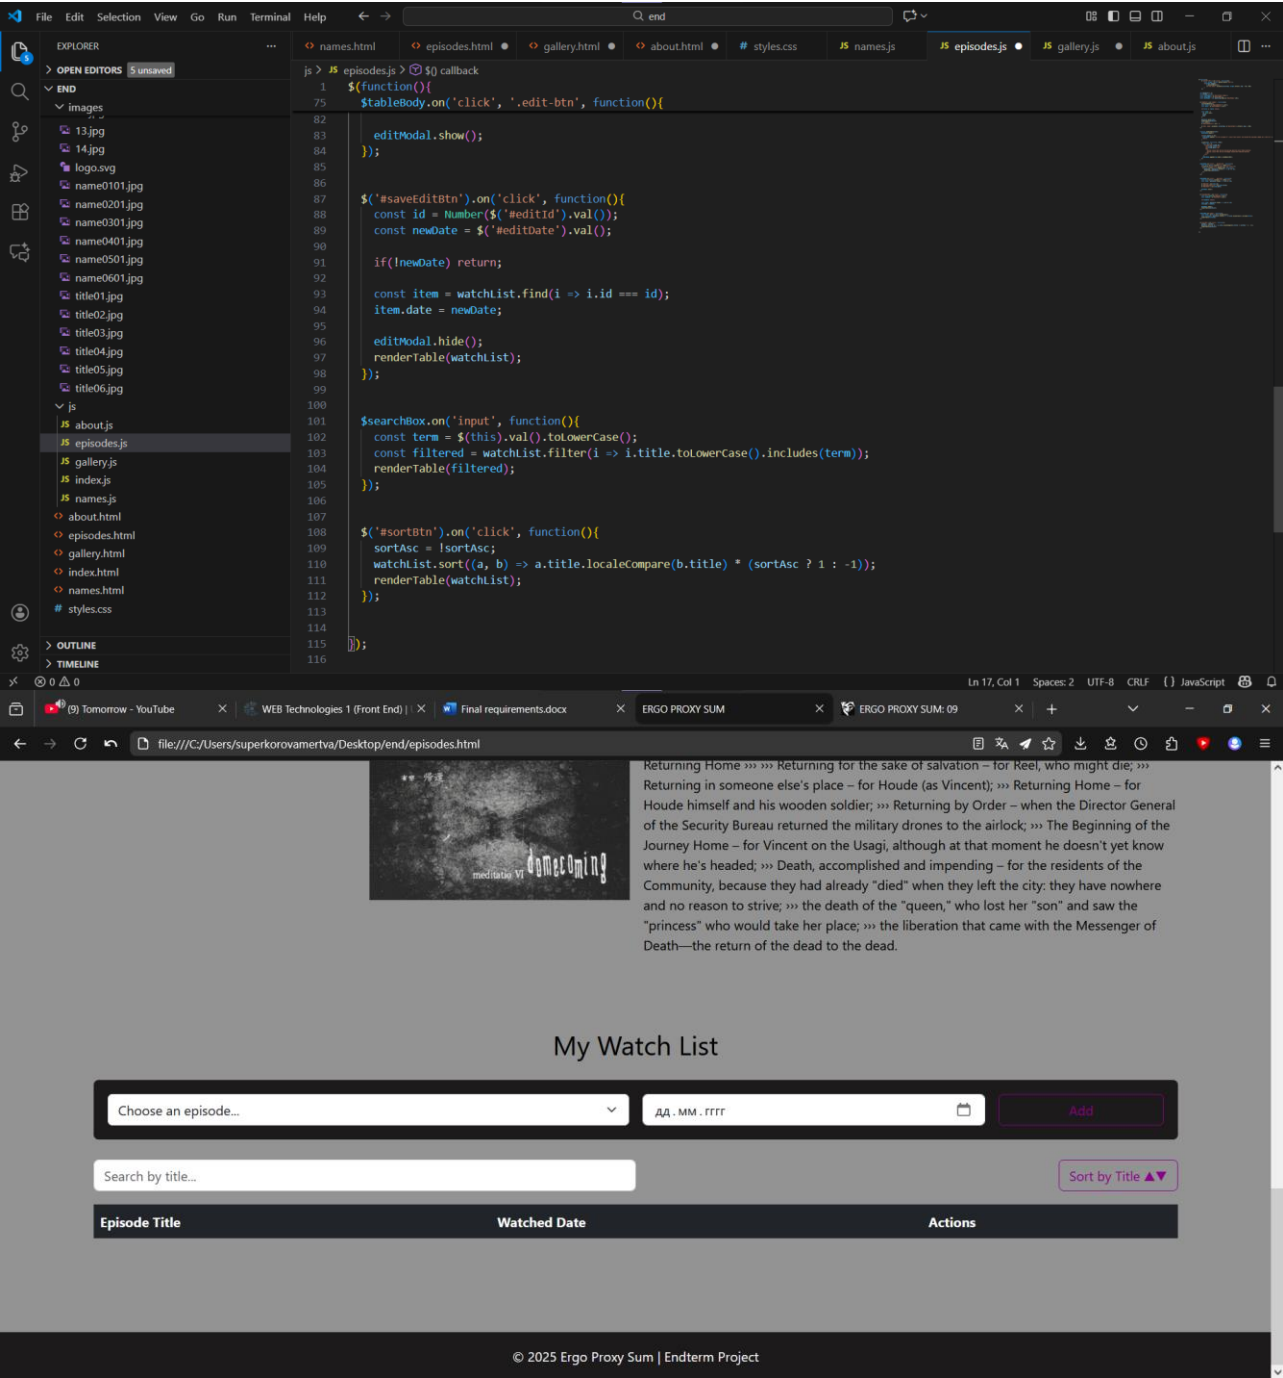 File Edit Selection View Go Run Terminal Help
end
EXPLORER
OPEN EDITORS 5 unsaved
END
images
13.jpg
14.jpg
logo.svg
name0101.jpg
name0201.jpg
name0301.jpg
name0401.jpg
name0501.jpg
name0601.jpg
title01.jpg
title02.jpg
title03.jpg
title04.jpg
title05.jpg
title06.jpg
js
JS about.js
JS episodes.js
JS gallery.js
JS index.js
JS names.js
about.html
episodes.html
gallery.html
index.html
names.html
# styles.css
OUTLINE
TIMELINE
names.html episodes.html gallery.html about.html # styles.css JS names.js JS episodes.js JS gallery.js JS about.js
js > JS episodes.js > $() callback
1 $(function(){
75 $tableBody.on('click', '.edit-btn', function(){
82
83 editModal.show();
84 });
85
86
87 $('#saveEditBtn').on('click', function(){
88 const id = Number($('#editId').val());
89 const newDate = $('#editDate').val();
90
91 if(!newDate) return;
92
93 const item = watchList.find(i => i.id === id);
94 item.date = newDate;
95
96 editModal.hide();
97 renderTable(watchList);
98 });
99
100
101 $searchBox.on('input', function(){
102 const term = $(this).val().toLowerCase();
103 const filtered = watchList.filter(i => i.title.toLowerCase().includes(term));
104 renderTable(filtered);
105 });
106
107
108 $('#sortBtn').on('click', function(){
109 sortAsc = !sortAsc;
110 watchList.sort((a, b) => a.title.localeCompare(b.title) * (sortAsc ? 1 : -1));
111 renderTable(watchList);
112 });
113
114
115 });
116
0 0 Ln 17, Col 1 Spaces: 2 UTF-8 CRLF {} JavaScript
(9) Tomorrow - YouTube WEB Technologies 1 (Front End) | Final requirements.docx ERGO PROXY SUM ERGO PROXY SUM: 09
file:///C:/Users/superkorovamertva/Desktop/end/episodes.html
meditatio VI domecoming
Returning Home ››› ››› Returning for the sake of salvation – for Reel, who might die; ›››
Returning in someone else's place – for Houde (as Vincent); ››› Returning Home – for
Houde himself and his wooden soldier; ››› Returning by Order – when the Director General
of the Security Bureau returned the military drones to the airlock; ››› The Beginning of the
Journey Home – for Vincent on the Usagi, although at that moment he doesn't yet know
where he's headed; ››› Death, accomplished and impending – for the residents of the
Community, because they had already "died" when they left the city: they have nowhere
and no reason to strive; ››› the death of the "queen," who lost her "son" and saw the
"princess" who would take her place; ››› the liberation that came with the Messenger of
Death—the return of the dead to the dead.
My Watch List
Choose an episode... дд.мм.гггг Add
Search by title... Sort by Title ▲▼
Episode Title Watched Date Actions
© 2025 Ergo Proxy Sum | Endterm Project